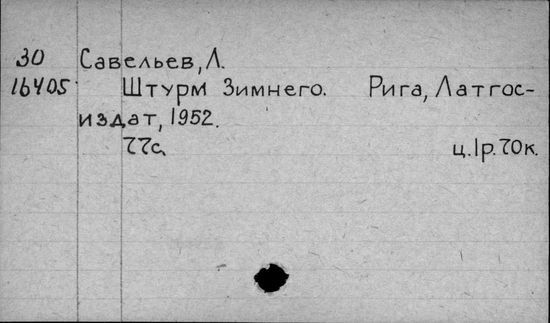 30 Савельев, Л.
16405 Штурм Зимнего. Рига, Латгос-
издат, 1952.
77с. ц. 1р. 70к.